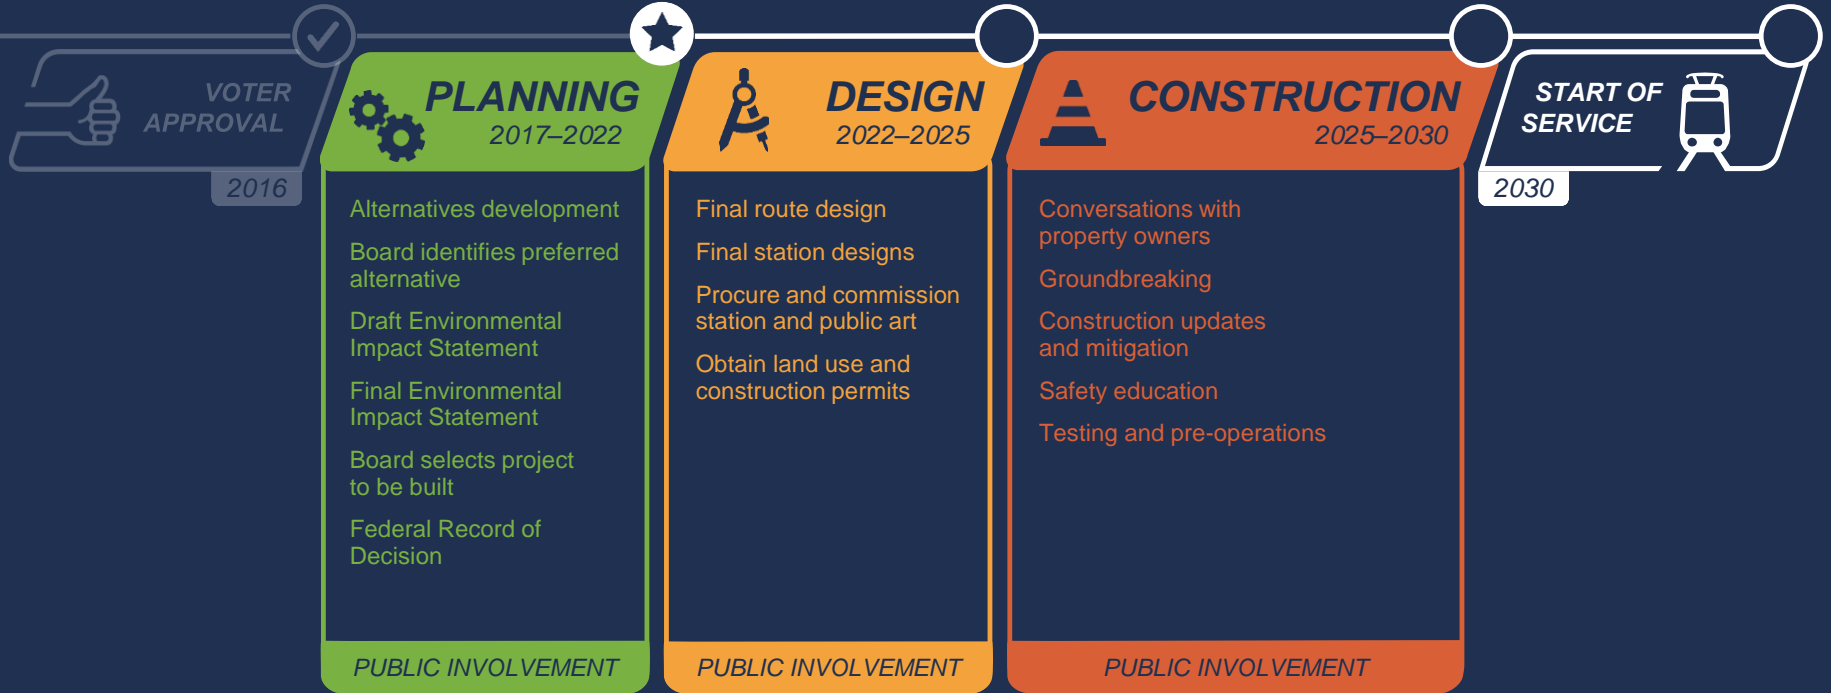 VOTER
APPROVAL
2016
PLANNING
2017–2022
Alternatives development
Board identifies preferred
alternative
Draft Environmental
Impact Statement
Final Environmental
Impact Statement
Board selects project
to be built
Federal Record of
Decision
PUBLIC INVOLVEMENT
DESIGN
2022–2025
Final route design
Final station designs
Procure and commission
station and public art
Obtain land use and
construction permits
PUBLIC INVOLVEMENT
CONSTRUCTION
2025–2030
Conversations with
property owners
Groundbreaking
Construction updates
and mitigation
Safety education
Testing and pre-operations
PUBLIC INVOLVEMENT
START OF
SERVICE
2030